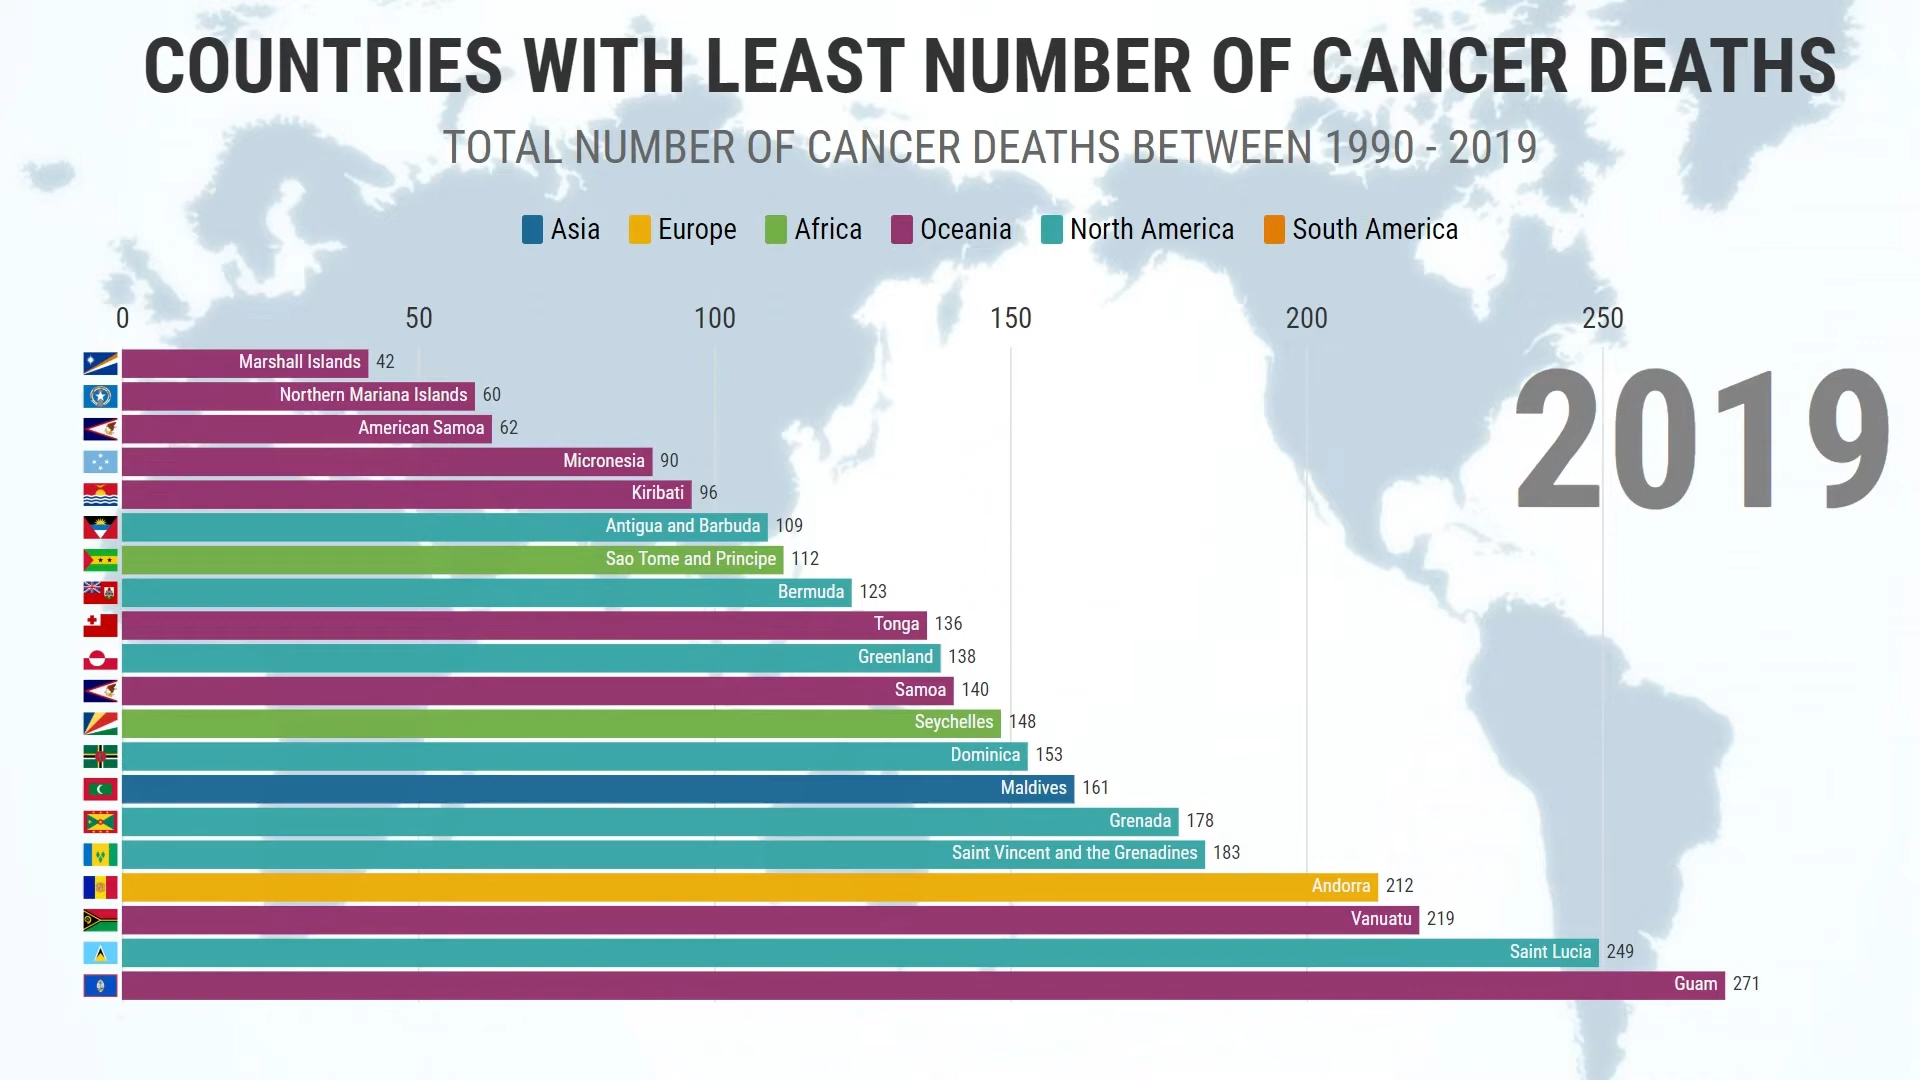 COUNTRIES WITH LEAST NUMBER OF CANCER DEATHS
TOTAL NUMBER OF CANCER DEATHS BETWEEN 1990 - 2019
Asia Europe Africa Oceania North America South America
0 50 100 150 200 250
2019
Marshall Islands 42
Northern Mariana Islands 60
American Samoa 62
Micronesia 90
Kiribati 96
Antigua and Barbuda 109
Sao Tome and Principe 112
Bermuda 123
Tonga 136
Greenland 138
Samoa 140
Seychelles 148
Dominica 153
Maldives 161
Grenada 178
Saint Vincent and the Grenadines 183
Andorra 212
Vanuatu 219
Saint Lucia 249
Guam 271